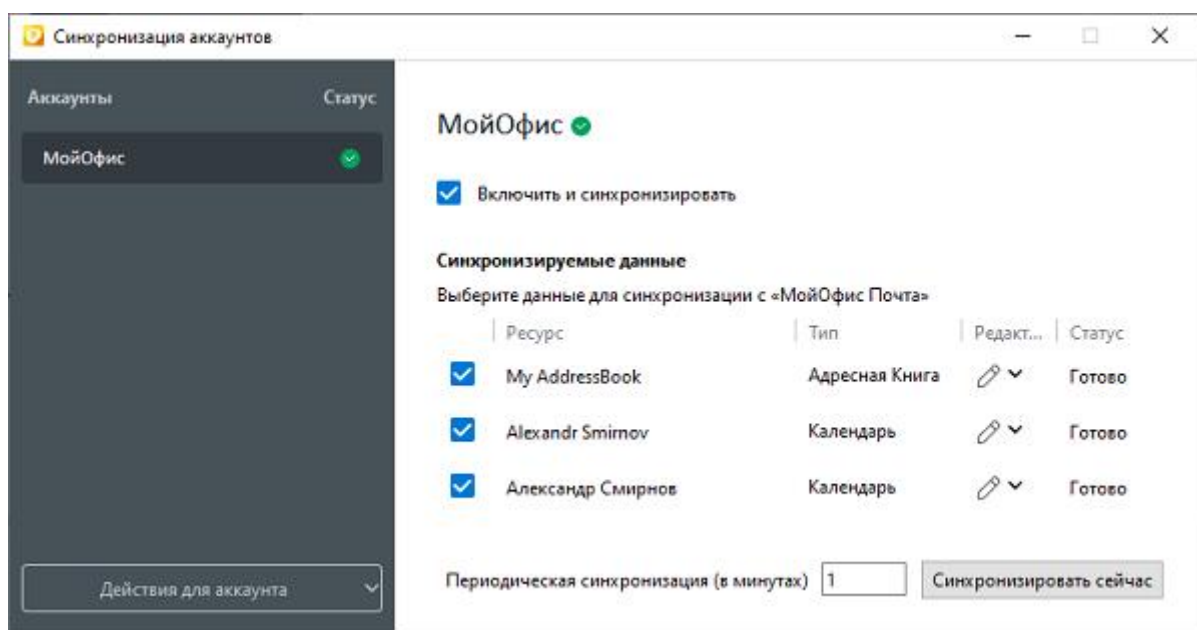 Синхронизация аккаунтов
Аккаунты Статус
МойОфис
Действия для аккаунта
МойОфис
Включить и синхронизировать
Синхронизируемые данные
Выберите данные для синхронизации с «МойОфис Почта»
Ресурс Тип Редакт... Статус
My AddressBook Адресная Книга Готово
Alexandr Smirnov Календарь Готово
Александр Смирнов Календарь Готово
Периодическая синхронизация (в минутах) 1 Синхронизировать сейчас